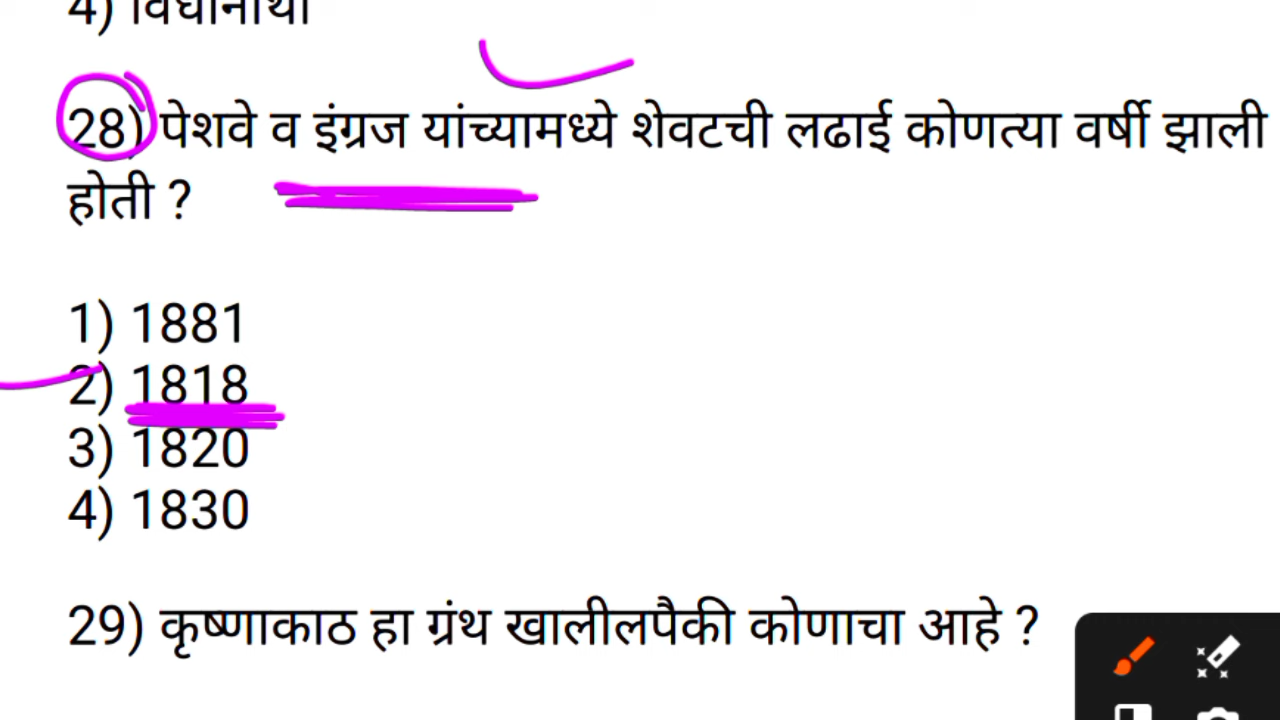 4) विद्यानाथा
28) पेशवे व इंग्रज यांच्यामध्ये शेवटची लढाई कोणत्या वर्षी झाली
होती ?
1) 1881
2) 1818
3) 1820
4) 1830
29) कृष्णाकाठ हा ग्रंथ खालीलपैकी कोणाचा आहे ?